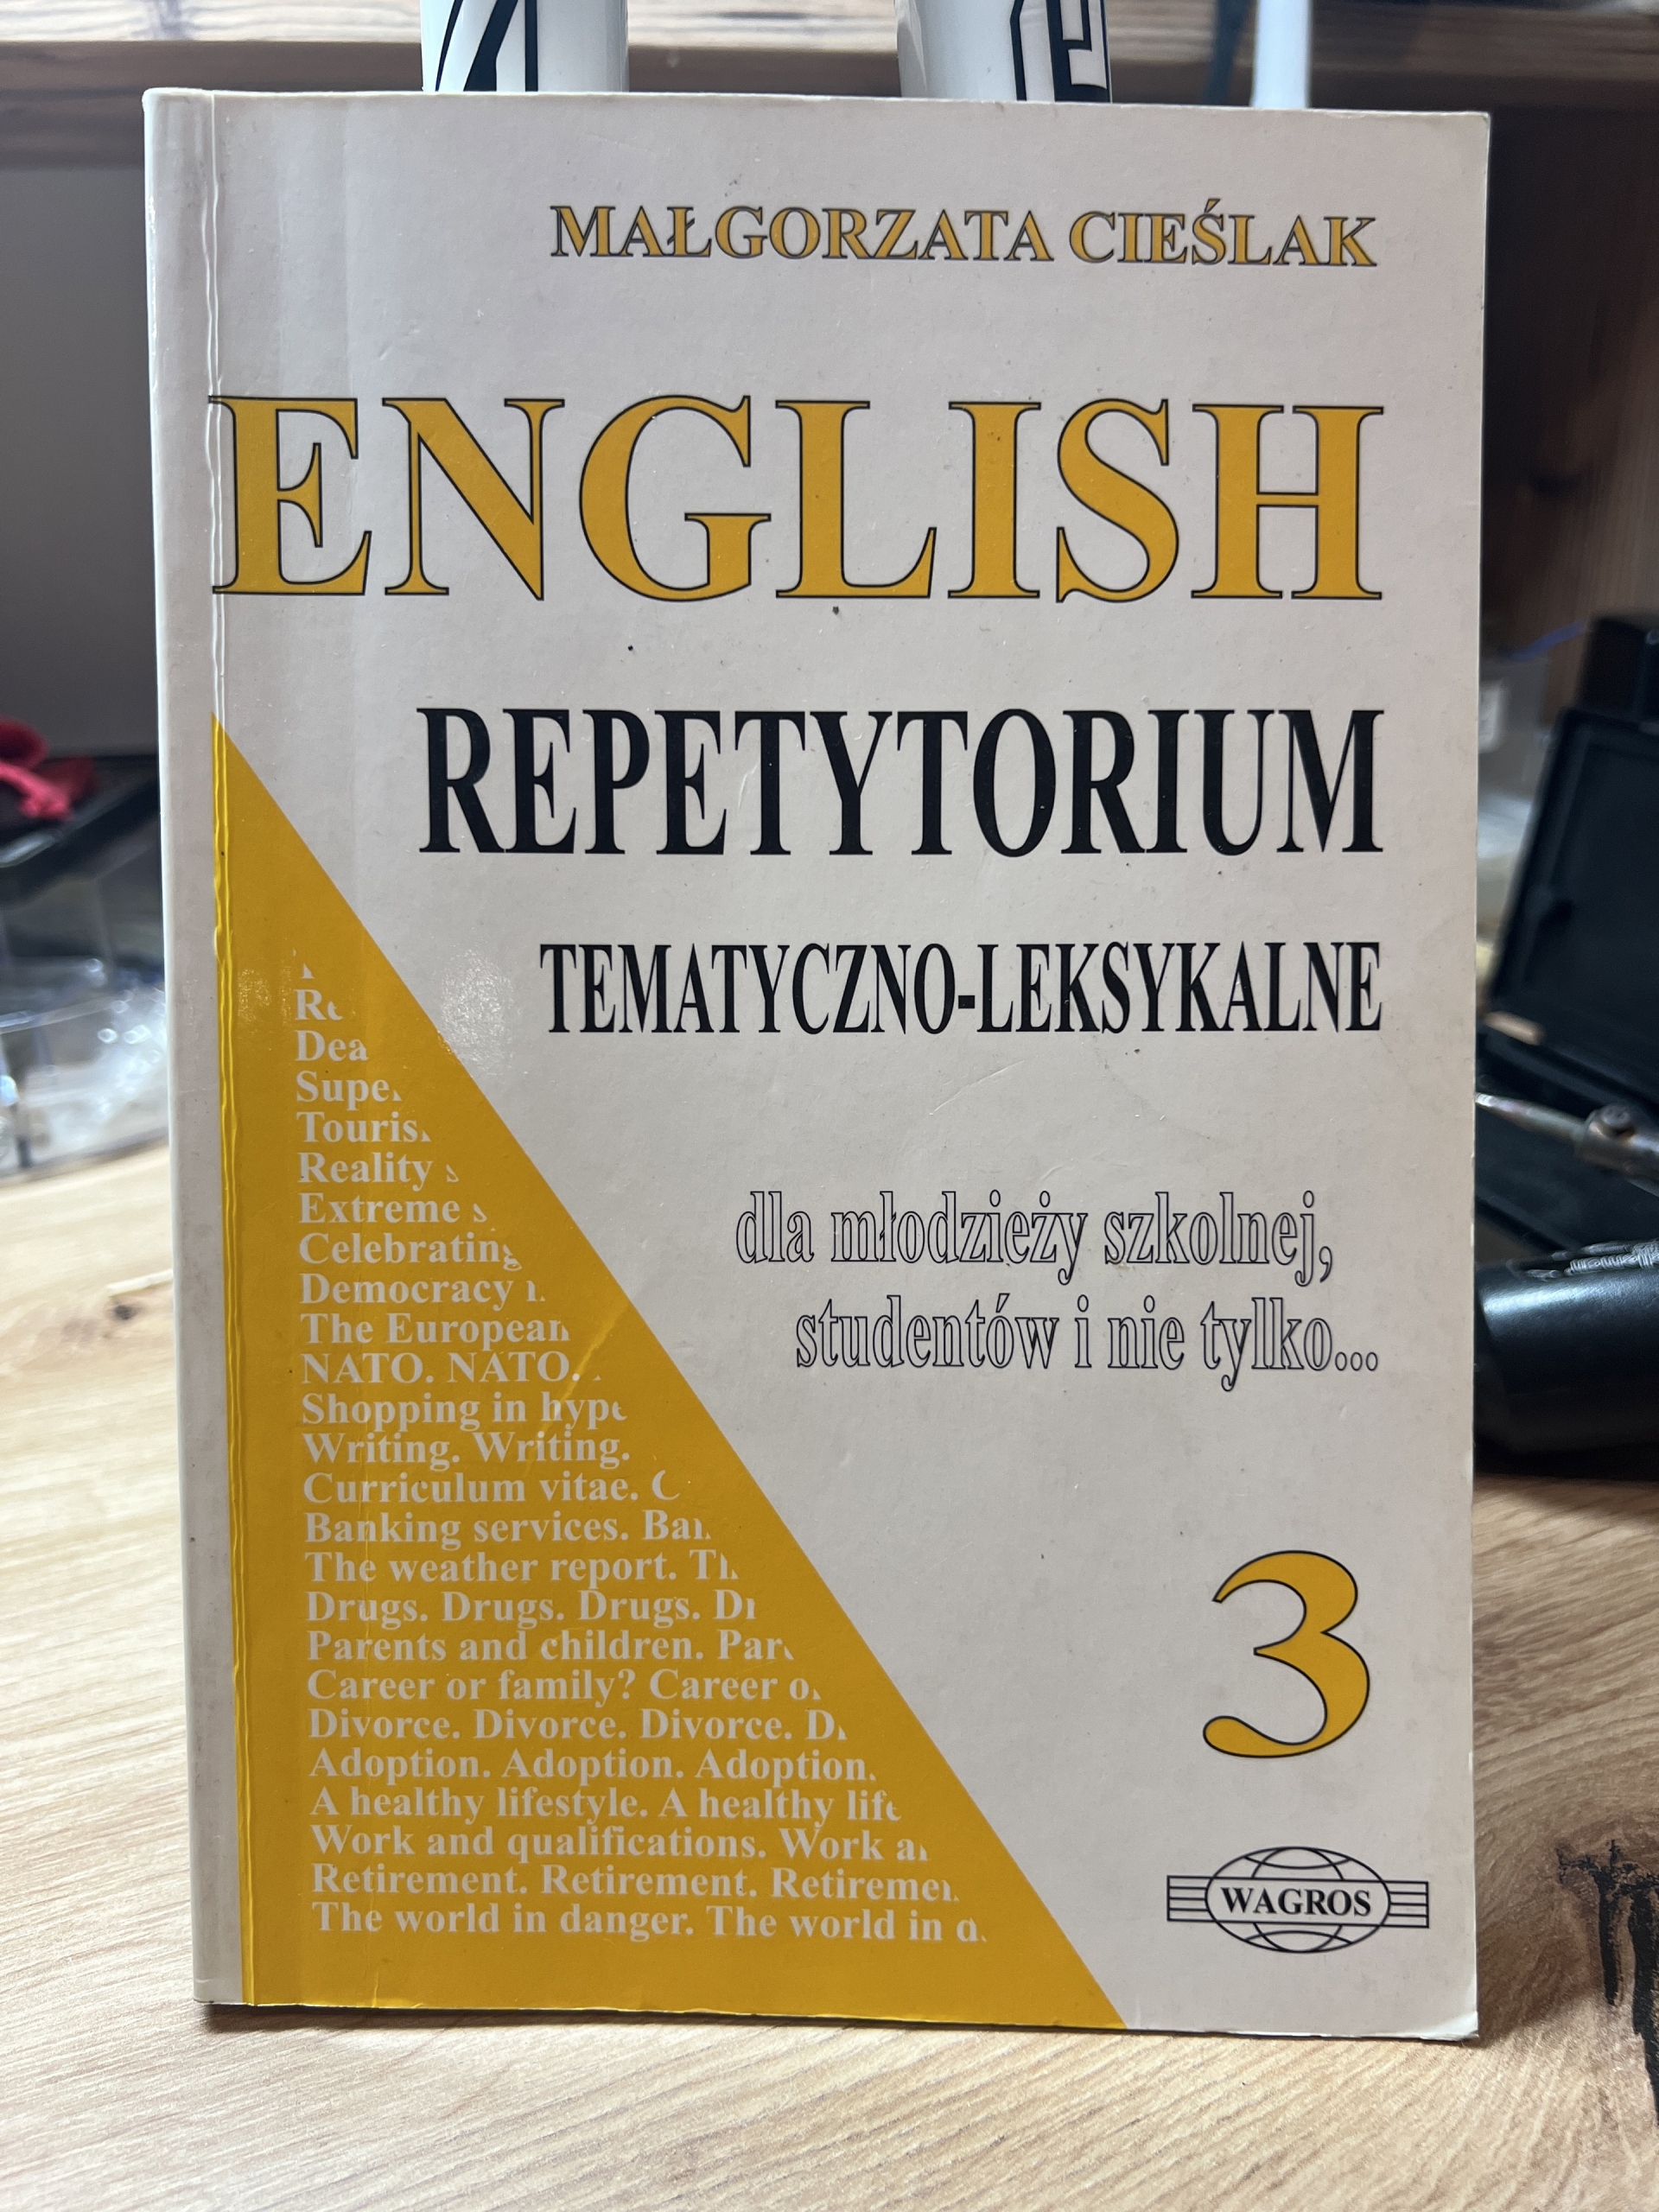 MAŁGORZATA CIEŚLAK
ENGLISH
REPETYTORIUM
TEMATYCZNO-LEKSYKALNE
dla młodzieży szkolnej,
studentów i nie tylko...
Reality
Extreme
Celebrating
Democracy
The European
NATO. NATO.
Shopping in
Writing. Writing.
Curriculum vitae.
Banking services.
The weather report.
Drugs. Drugs. Drugs.
Parents and children.
Career or family? Career
Divorce. Divorce. Divorce.
Adoption. Adoption. Adoption.
A healthy lifestyle. A healthy
Work and qualifications. Work
Retirement. Retirement.
The world in danger. The world in
3
WAGROS